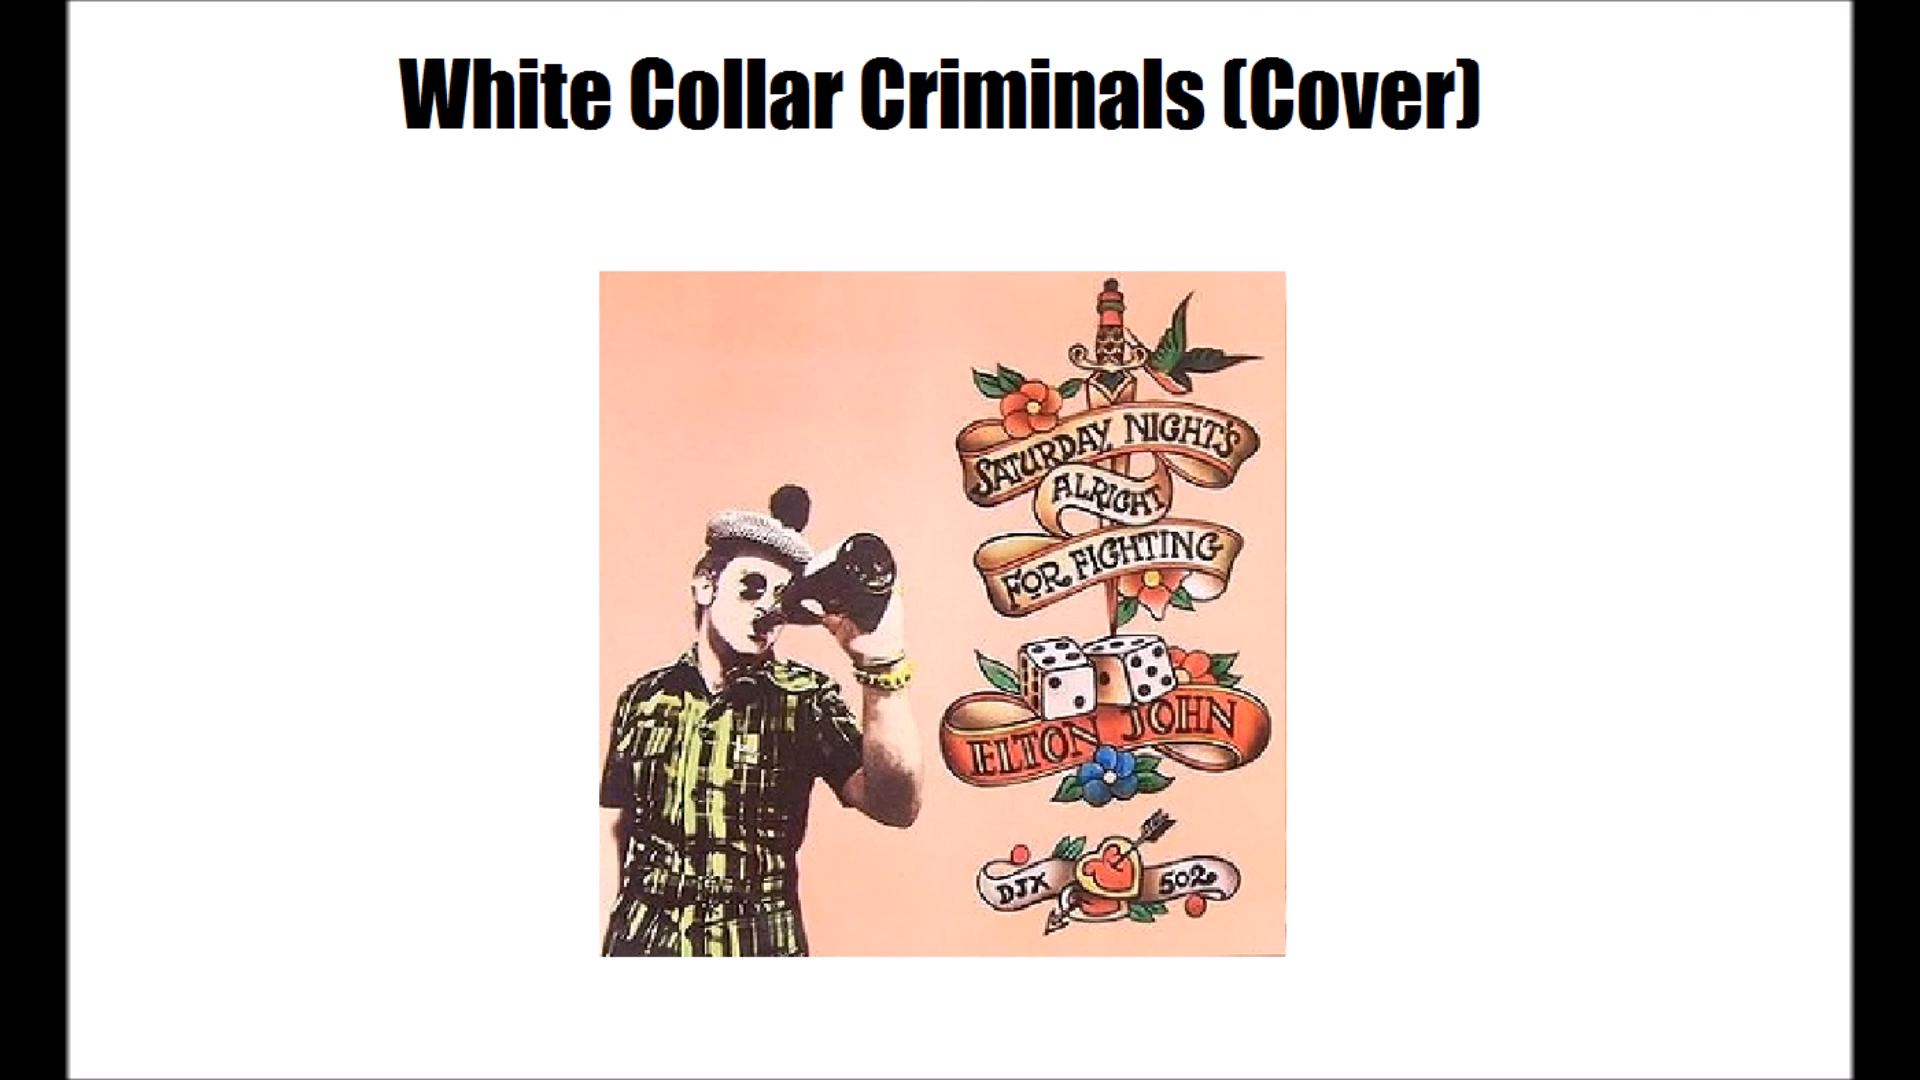 White Collar Criminals (Cover)
SATURDAY NIGHT'S
ALRIGHT
FOR FIGHTING
ELTON JOHN
DJX 502